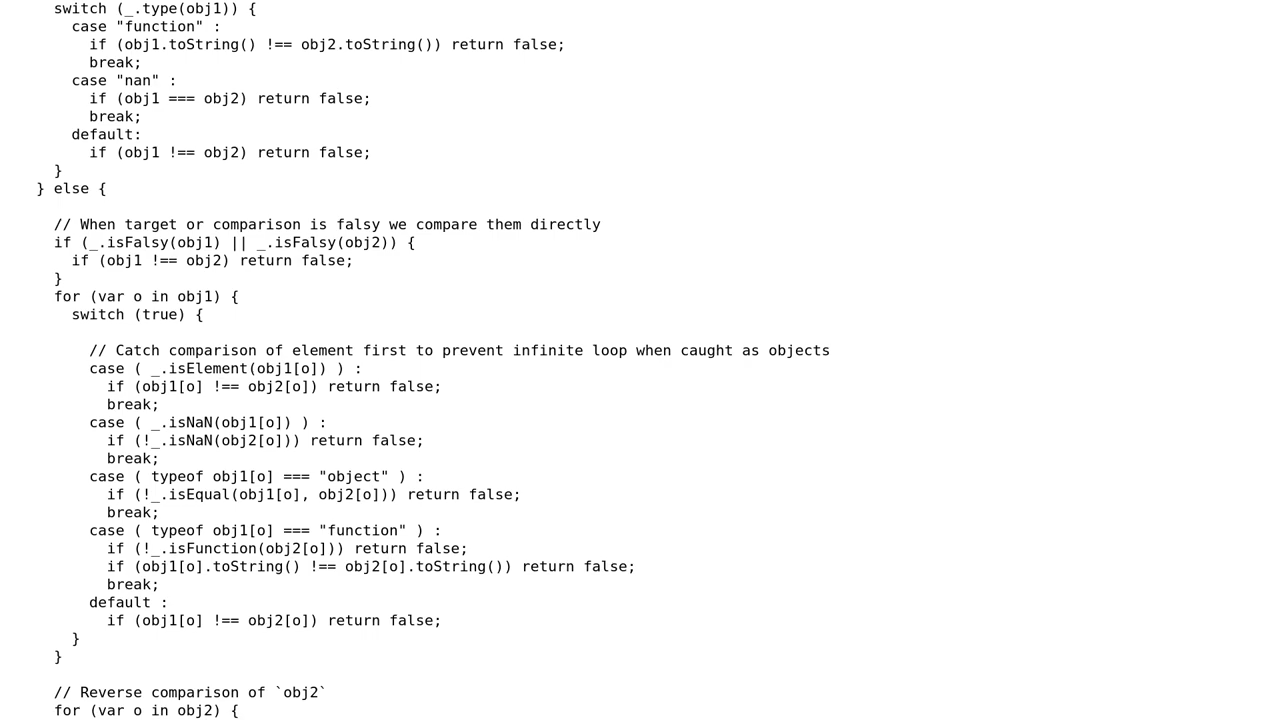 switch (_.type(obj1)) {
case "function" :
if (obj1.toString() !== obj2.toString()) return false;
break;
case "nan" :
if (obj1 === obj2) return false;
break;
default:
if (obj1 !== obj2) return false;
}
} else {
// When target or comparison is falsy we compare them directly
if (_.isFalsy(obj1) || _.isFalsy(obj2)) {
if (obj1 !== obj2) return false;
}
for (var o in obj1) {
switch (true) {
// Catch comparison of element first to prevent infinite loop when caught as objects
case ( _.isElement(obj1[o]) ) :
if (obj1[o] !== obj2[o]) return false;
break;
case ( _.isNaN(obj1[o]) ) :
if (!_.isNaN(obj2[o])) return false;
break;
case ( typeof obj1[o] === "object" ) :
if (!_.isEqual(obj1[o], obj2[o])) return false;
break;
case ( typeof obj1[o] === "function" ) :
if (!_.isFunction(obj2[o])) return false;
if (obj1[o].toString() !== obj2[o].toString()) return false;
break;
default :
if (obj1[o] !== obj2[o]) return false;
}
}
// Reverse comparison of `obj2`
for (var o in obj2) {